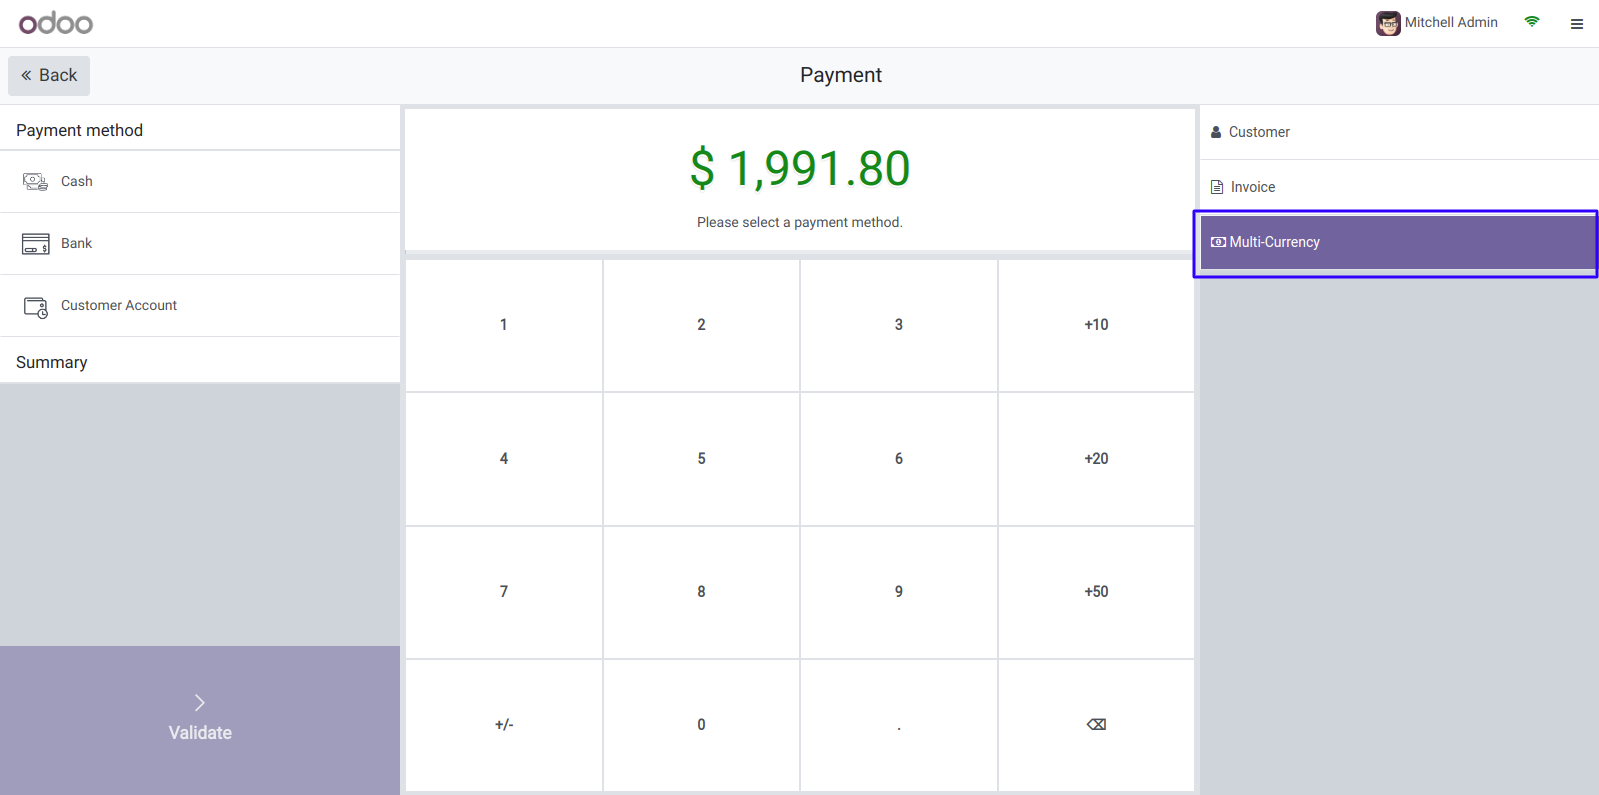 odoo
Mitchell Admin
Back
Payment
Payment method
Cash
Bank
Customer Account
Summary
Validate
$ 1,991.80
Please select a payment method.
1 2 3 +10
4 5 6 +20
7 8 9 +50
+/- 0 . ⌫
Customer
Invoice
Multi-Currency